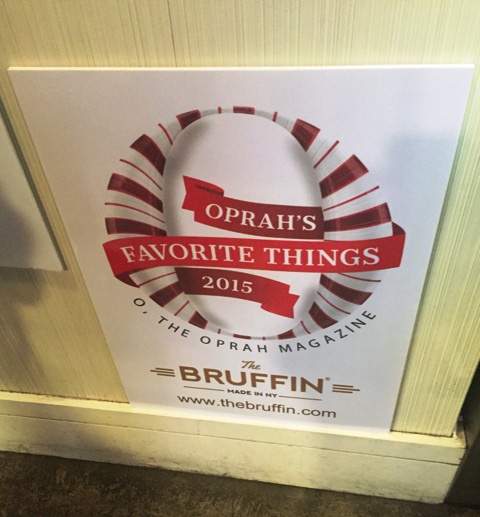 OPRAH'S
FAVORITE THINGS
2015
O, THE OPRAH MAGAZINE
The
BRUFFIN®
MADE IN NY
www.thebruffin.com